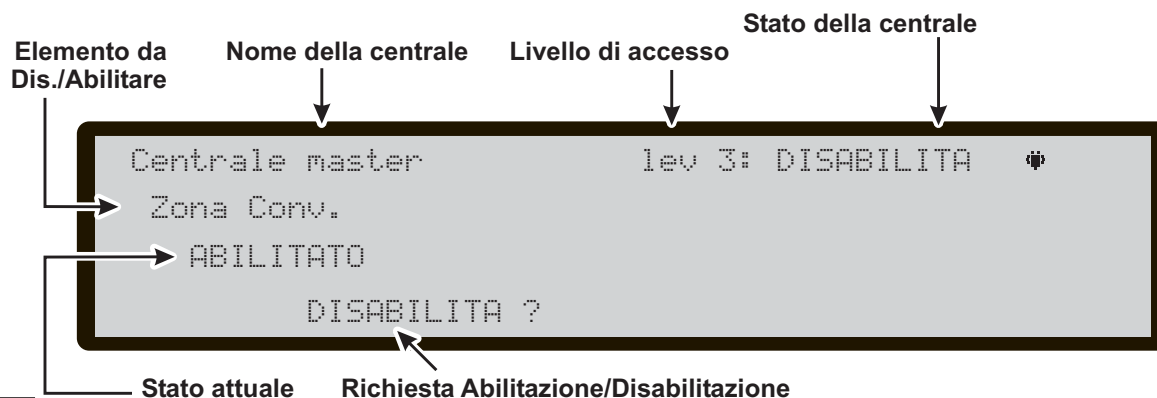 Stato della centrale
Elemento da
Dis./Abilitare
Nome della centrale
Livello di accesso
Centrale master lev 3: DISABILITA
Zona Conv.
ABILITATO
DISABILITA ?
Stato attuale
Richiesta Abilitazione/Disabilitazione